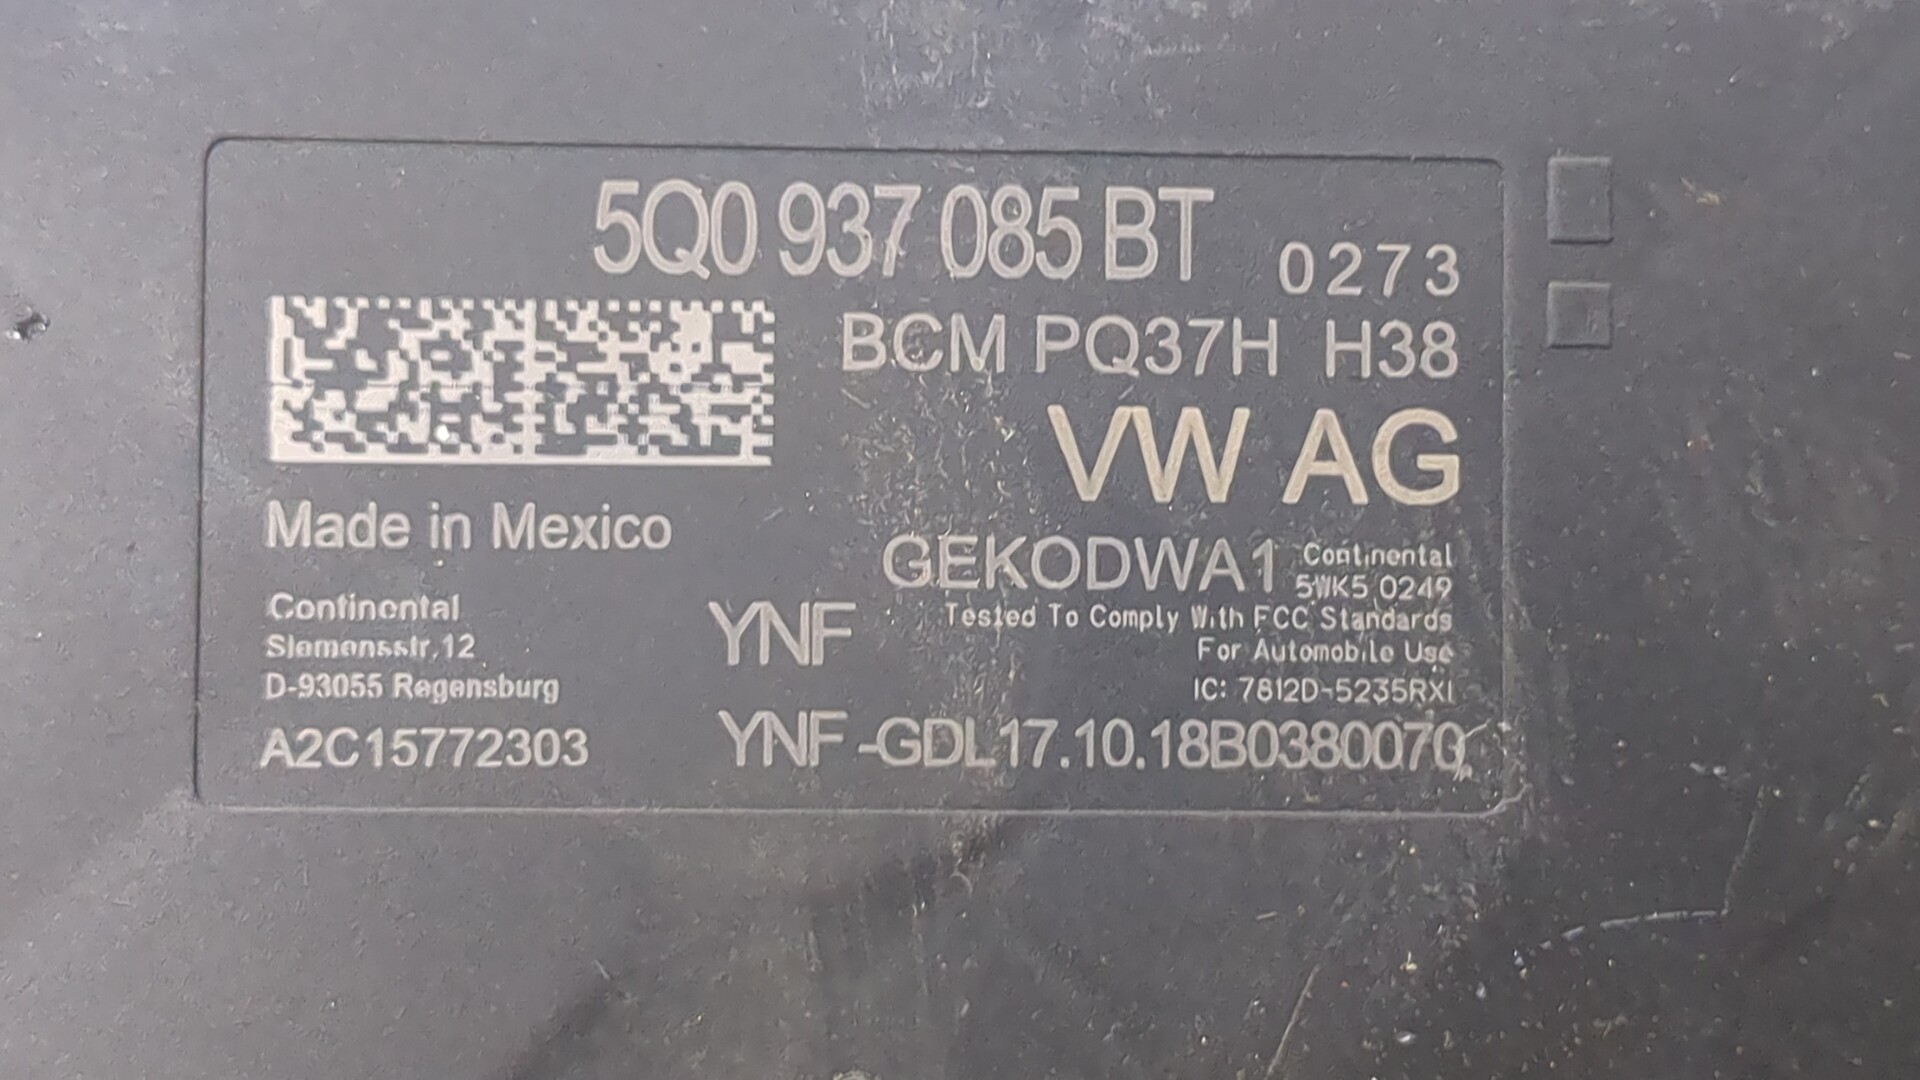 5Q0 937 085 BT 0273
BCM PQ37H H38
VW AG
Made in Mexico
GEKODWA1
Continental
5WK5 0249
Continental
Siemensstr.12
D-93055 Regensburg
YNF
Tested To Comply With FCC Standards
For Automobile Use
IC: 7812D-5235RXI
A2C15772303
YNF-GDL17.10.18B0380070